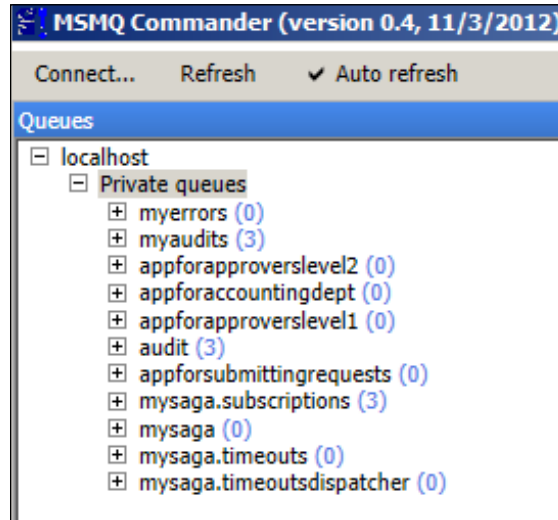 MSMQ Commander (version 0.4, 11/3/2012)
Connect... Refresh ✓ Auto refresh
Queues
localhost
Private queues
myerrors (0)
myaudits (3)
appforapproverslevel2 (0)
appforaccountingdept (0)
appforapproverslevel1 (0)
audit (3)
appforsubmittingrequests (0)
mysaga.subscriptions (3)
mysaga (0)
mysaga.timeouts (0)
mysaga.timeoutsdispatcher (0)